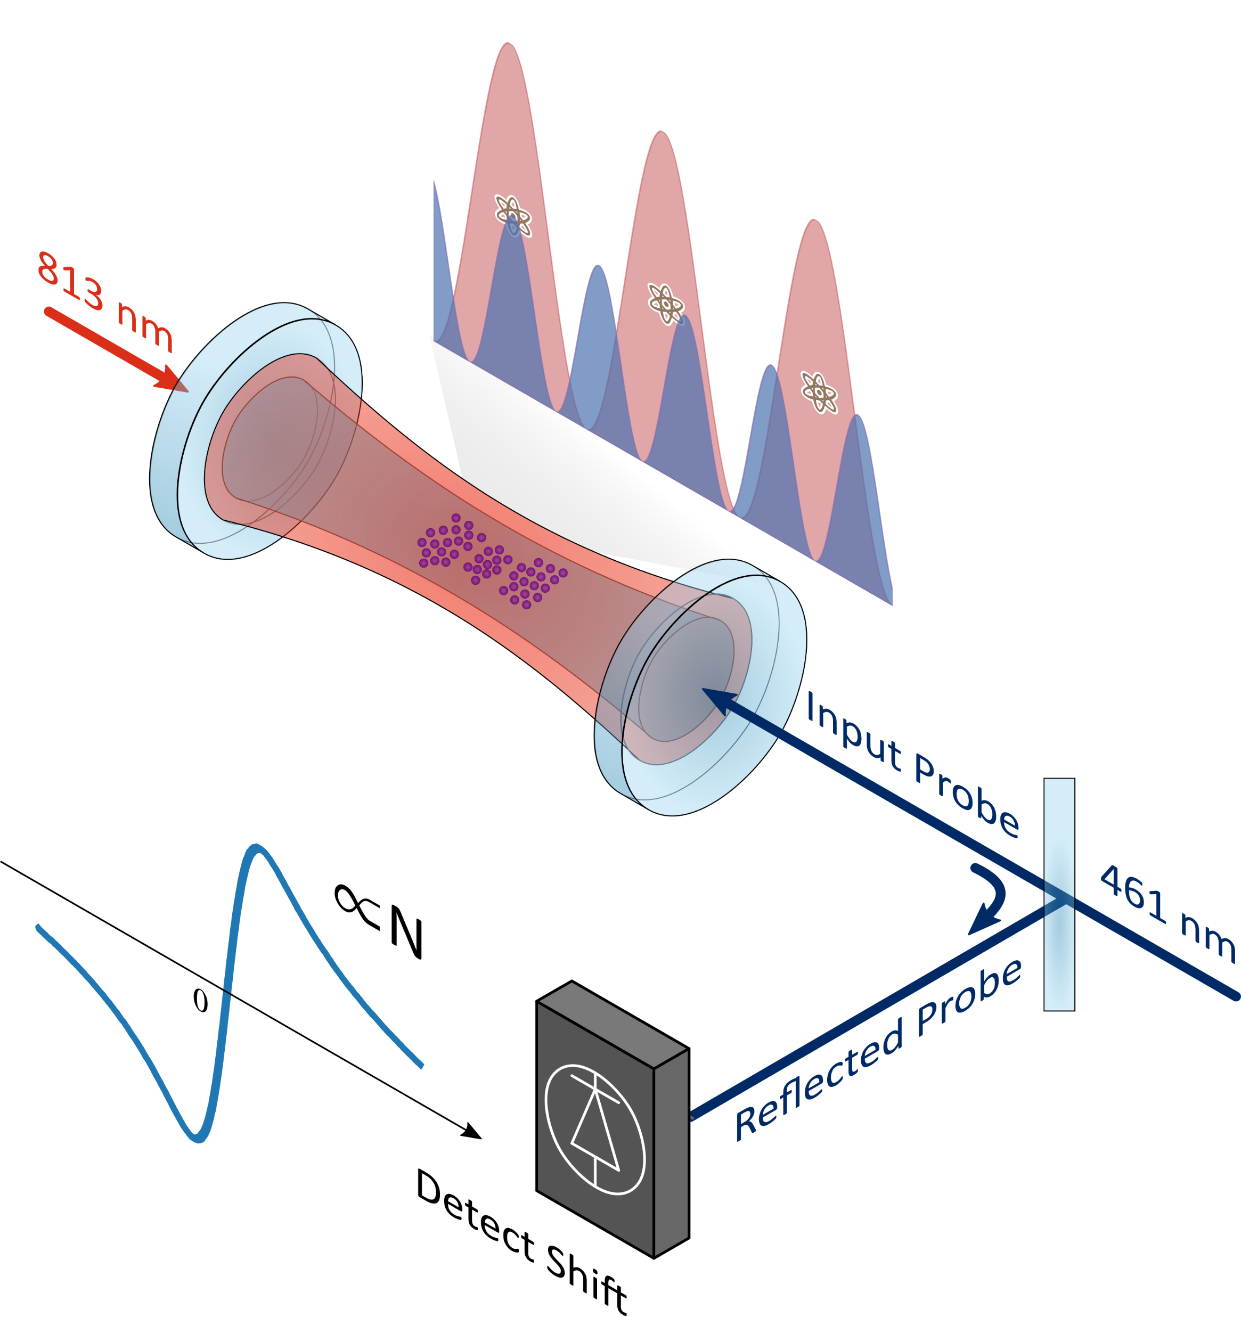 813 nm
Input Probe
461 nm
Reflected Probe
∝N
0
Detect Shift